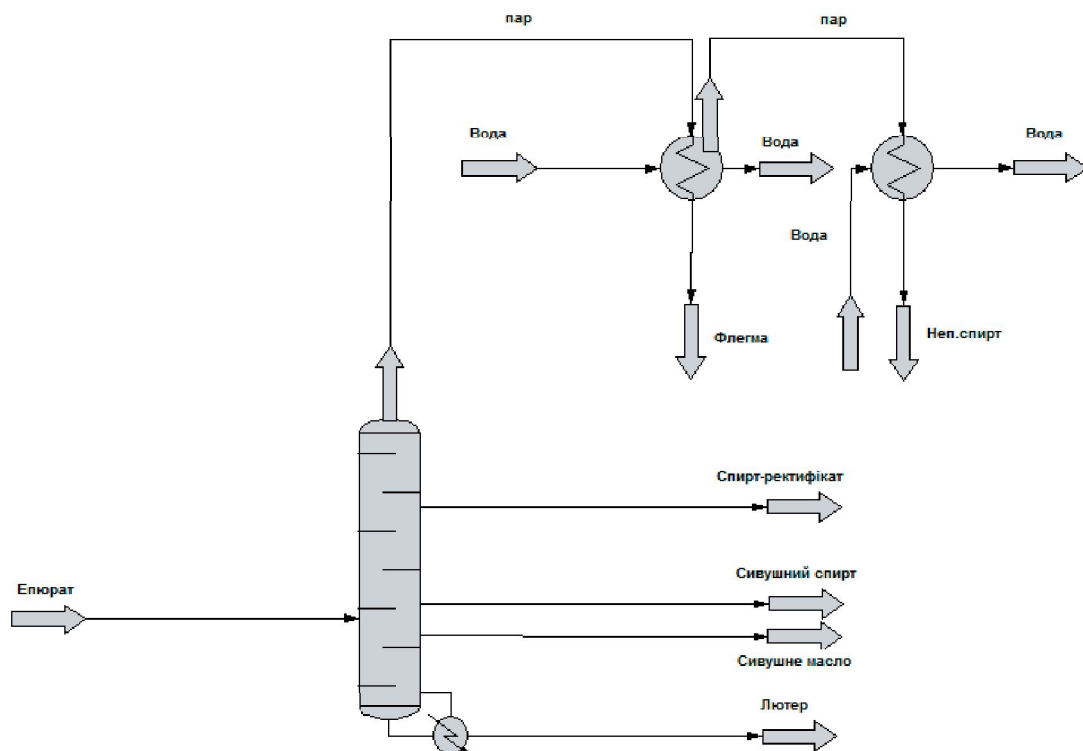 пар
пар
Вода
Вода
Вода
Вода
Флегма
Неп.спирт
Спирт-ректифікат
Епюрат
Сивушний спирт
Сивушне масло
Лютер